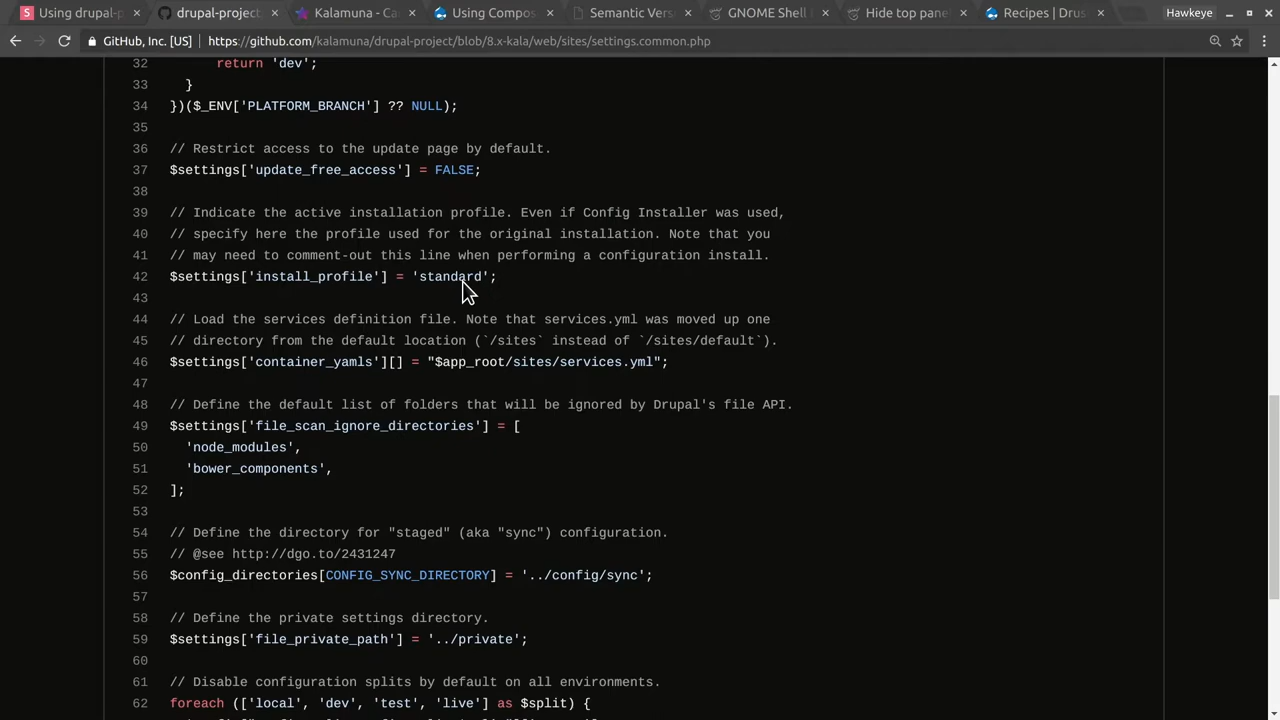 Using drupal-p
drupal-project
Kalamuna - Ca
Using Compos
Semantic Vers
GNOME Shell
Hide top pane
Recipes | Drus
Hawkeye
GitHub, Inc. [US]
https://github.com/kalamuna/drupal-project/blob/8.x-kala/web/sites/settings.common.php
32 return 'dev';
33 }
34 })($_ENV['PLATFORM_BRANCH'] ?? NULL);
35
36 // Restrict access to the update page by default.
37 $settings['update_free_access'] = FALSE;
38
39 // Indicate the active installation profile. Even if Config Installer was used,
40 // specify here the profile used for the original installation. Note that you
41 // may need to comment-out this line when performing a configuration install.
42 $settings['install_profile'] = 'standard';
43
44 // Load the services definition file. Note that services.yml was moved up one
45 // directory from the default location (`/sites` instead of `/sites/default`).
46 $settings['container_yamls'][] = "$app_root/sites/services.yml";
47
48 // Define the default list of folders that will be ignored by Drupal's file API.
49 $settings['file_scan_ignore_directories'] = [
50 'node_modules',
51 'bower_components',
52 ];
53
54 // Define the directory for "staged" (aka "sync") configuration.
55 // @see http://dgo.to/2431247
56 $config_directories[CONFIG_SYNC_DIRECTORY] = '../config/sync';
57
58 // Define the private settings directory.
59 $settings['file_private_path'] = '../private';
60
61 // Disable configuration splits by default on all environments.
62 foreach (['local', 'dev', 'test', 'live'] as $split) {